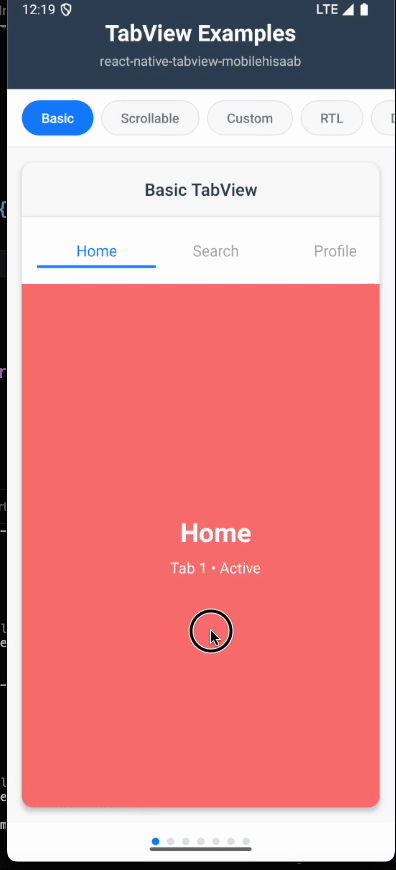 12:19 LTE
TabView Examples
react-native-tabview-mobilehisaab
Basic Scrollable Custom RTL
Basic TabView
Home Search Profile
Home
Tab 1 • Active